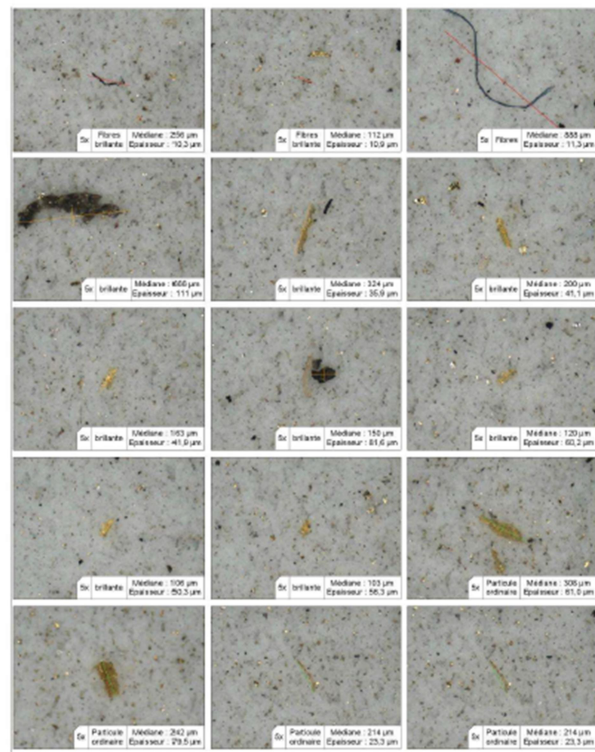 5x Fibres brillante Médiane : 256 µm Epaisseur : 10,3 µm
5x Fibres brillante Médiane : 112 µm Epaisseur : 10,9 µm
5x Fibres Médiane : 888 µm Epaisseur : 11,3 µm
5x brillante Médiane : 666 µm Epaisseur : 111 µm
5x brillante Médiane : 324 µm Epaisseur : 35,9 µm
5x brillante Médiane : 200 µm Epaisseur : 41,1 µm
5x brillante Médiane : 163 µm Epaisseur : 41,9 µm
5x brillante Médiane : 150 µm Epaisseur : 81,6 µm
5x brillante Médiane : 129 µm Epaisseur : 60,2 µm
5x brillante Médiane : 106 µm Epaisseur : 50,3 µm
5x brillante Médiane : 103 µm Epaisseur : 56,3 µm
5x Particule ordinaire Médiane : 306 µm Epaisseur : 61,0 µm
5x Particule ordinaire Médiane : 242 µm Epaisseur : 79,5 µm
5x Particule ordinaire Médiane : 214 µm Epaisseur : 23,3 µm
5x Particule ordinaire Médiane : 214 µm Epaisseur : 23,3 µm